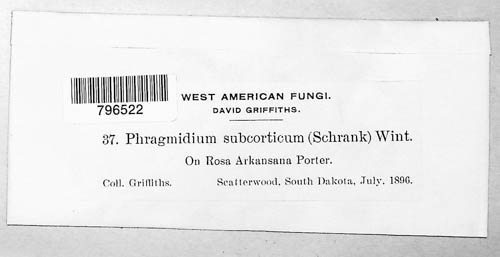 WEST AMERICAN FUNGI.
DAVID GRIFFITHS.
796522
37. Phragmidium subcorticum (Schrank) Wint.
On Rosa Arkansana Porter.
Coll. Griffiths. Scatterwood, South Dakota, July, 1896.